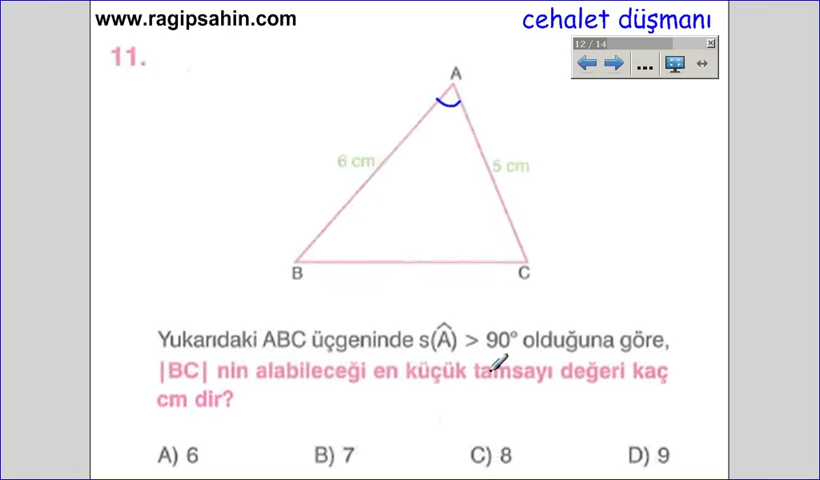 www.ragipsahin.com
cehalet düşmanı
12 / 14
11.
A
6 cm
5 cm
B
C
Yukarıdaki ABC üçgeninde s(Â) > 90° olduğuna göre,
|BC| nin alabileceği en küçük tamsayı değeri kaç
cm dir?
A) 6
B) 7
C) 8
D) 9